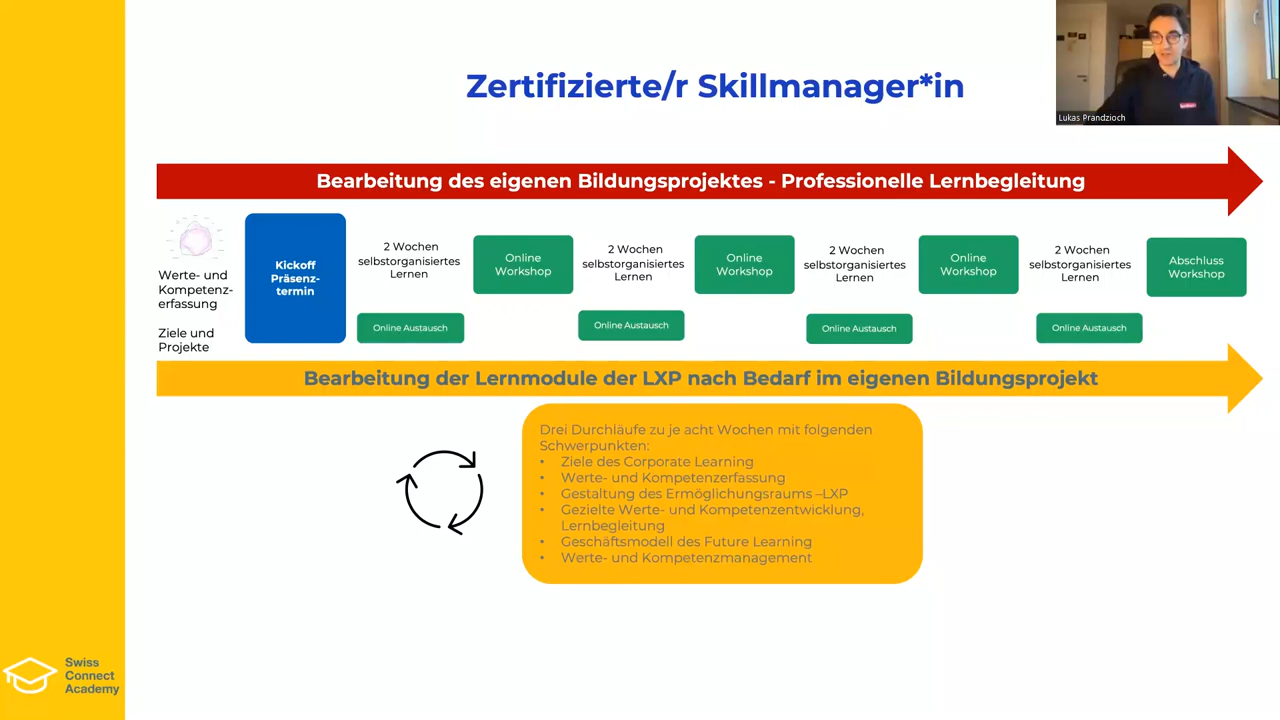 Zertifizierte/r Skillmanager*in
Lukas Prandzioch
Bearbeitung des eigenen Bildungsprojektes - Professionelle Lernbegleitung
Werte- und
Kompetenz-
erfassung
Ziele und
Projekte
Kickoff
Präsenz-
termin
2 Wochen
selbstorganisiertes
Lernen
Online Austausch
Online
Workshop
2 Wochen
selbstorganisiertes
Lernen
Online Austausch
Online
Workshop
2 Wochen
selbstorganisiertes
Lernen
Online Austausch
Online
Workshop
2 Wochen
selbstorganisiertes
Lernen
Online Austausch
Abschluss
Workshop
Bearbeitung der Lernmodule der LXP nach Bedarf im eigenen Bildungsprojekt
Drei Durchläufe zu je acht Wochen mit folgenden
Schwerpunkten:
• Ziele des Corporate Learning
• Werte- und Kompetenzerfassung
• Gestaltung des Ermöglichungsraums –LXP
• Gezielte Werte- und Kompetenzentwicklung,
Lernbegleitung
• Geschäftsmodell des Future Learning
• Werte- und Kompetenzmanagement
Swiss
Connect
Academy